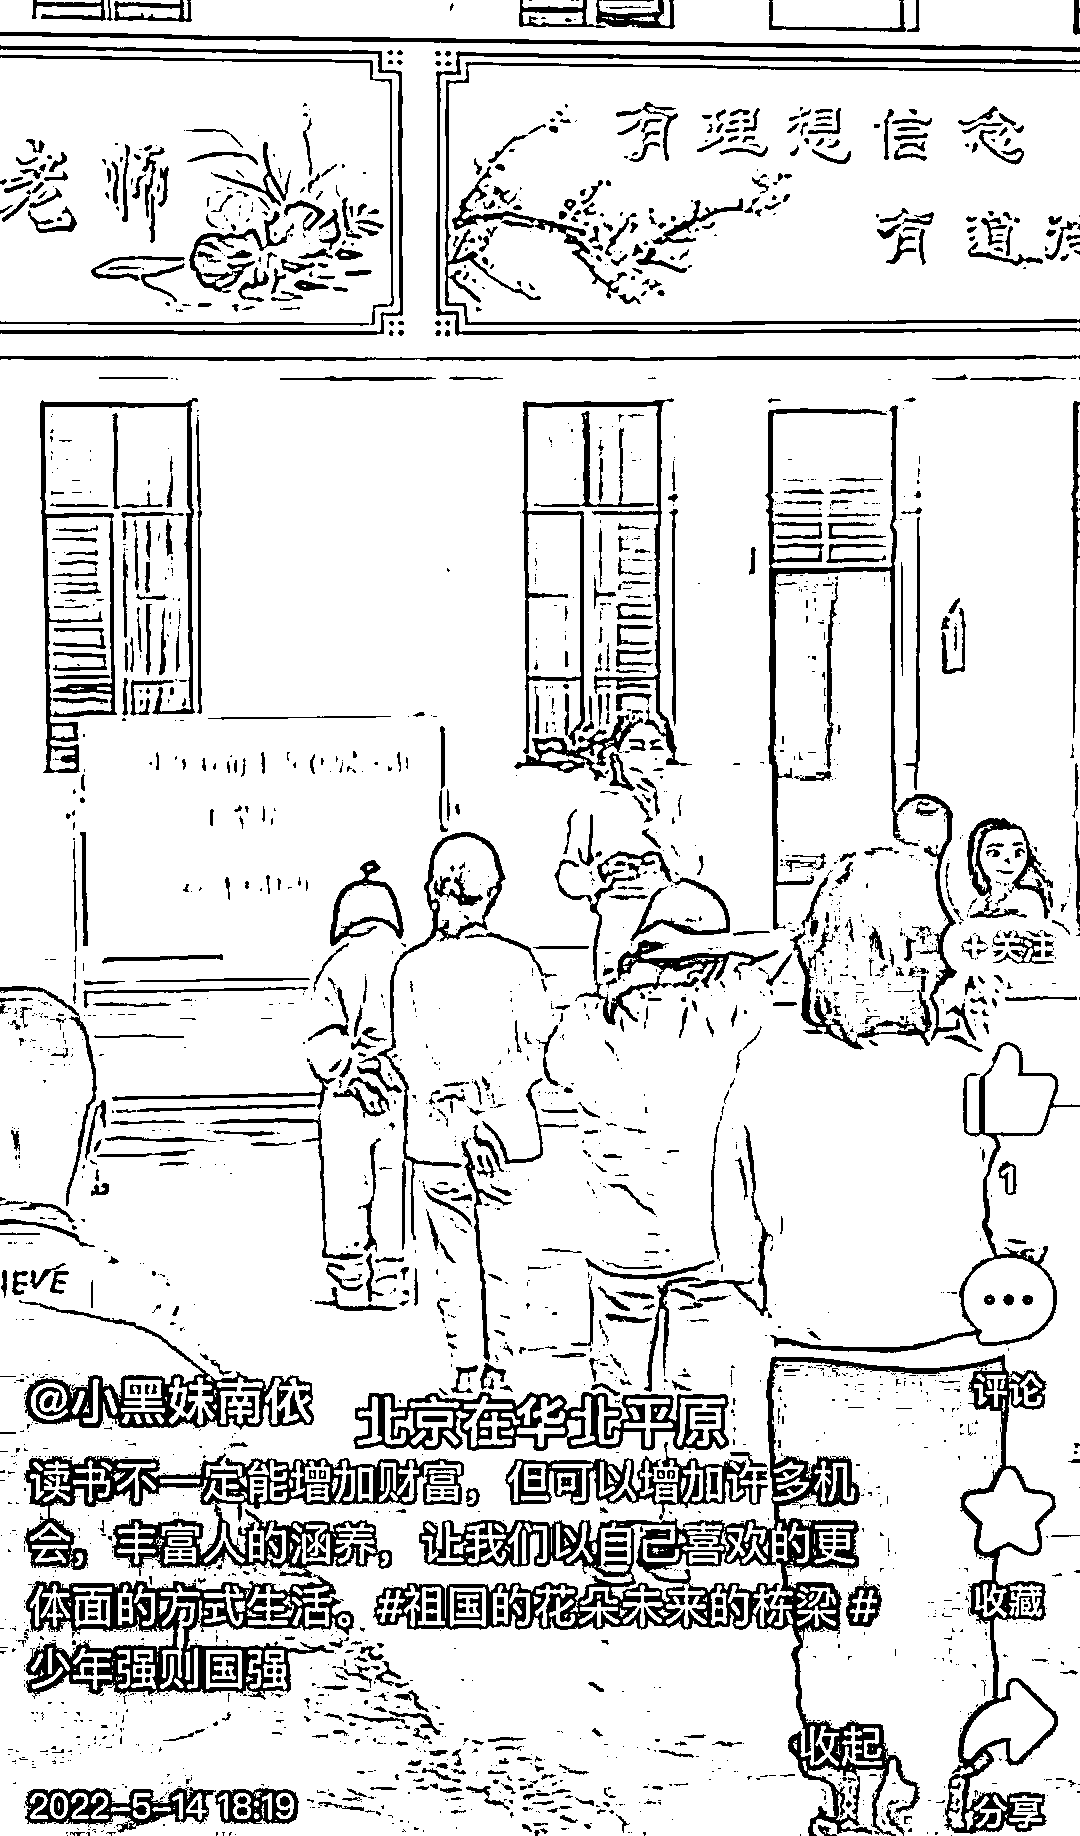 老师
有理想信念
有道
+关注
1
IEVE
@小黑妹南依
北京在华北平原
评论
读书不一定能增加财富，但可以增加许多机
会，丰富人的涵养，让我们以自己喜欢的更
体面的方式生活。#祖国的花朵未来的栋梁 #
少年强则国强
收藏
收起
2022-5-14 18:19
分享